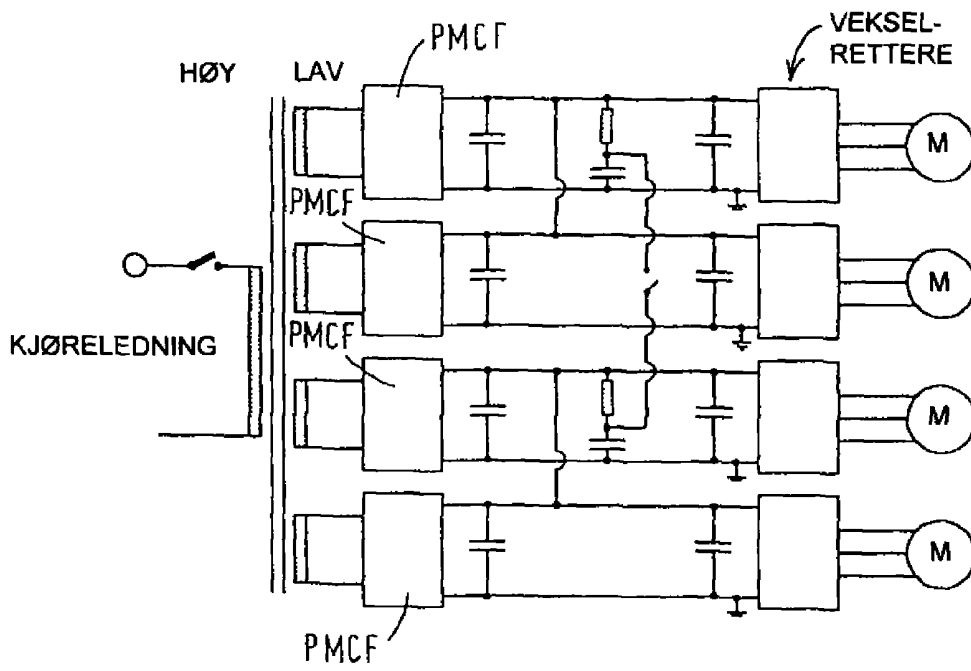 PMCF
VEKSEL-
RETTERE
HØY
LAV
M
PMCF
M
KJØRELEDNING
PMCF
M
M
PMCF